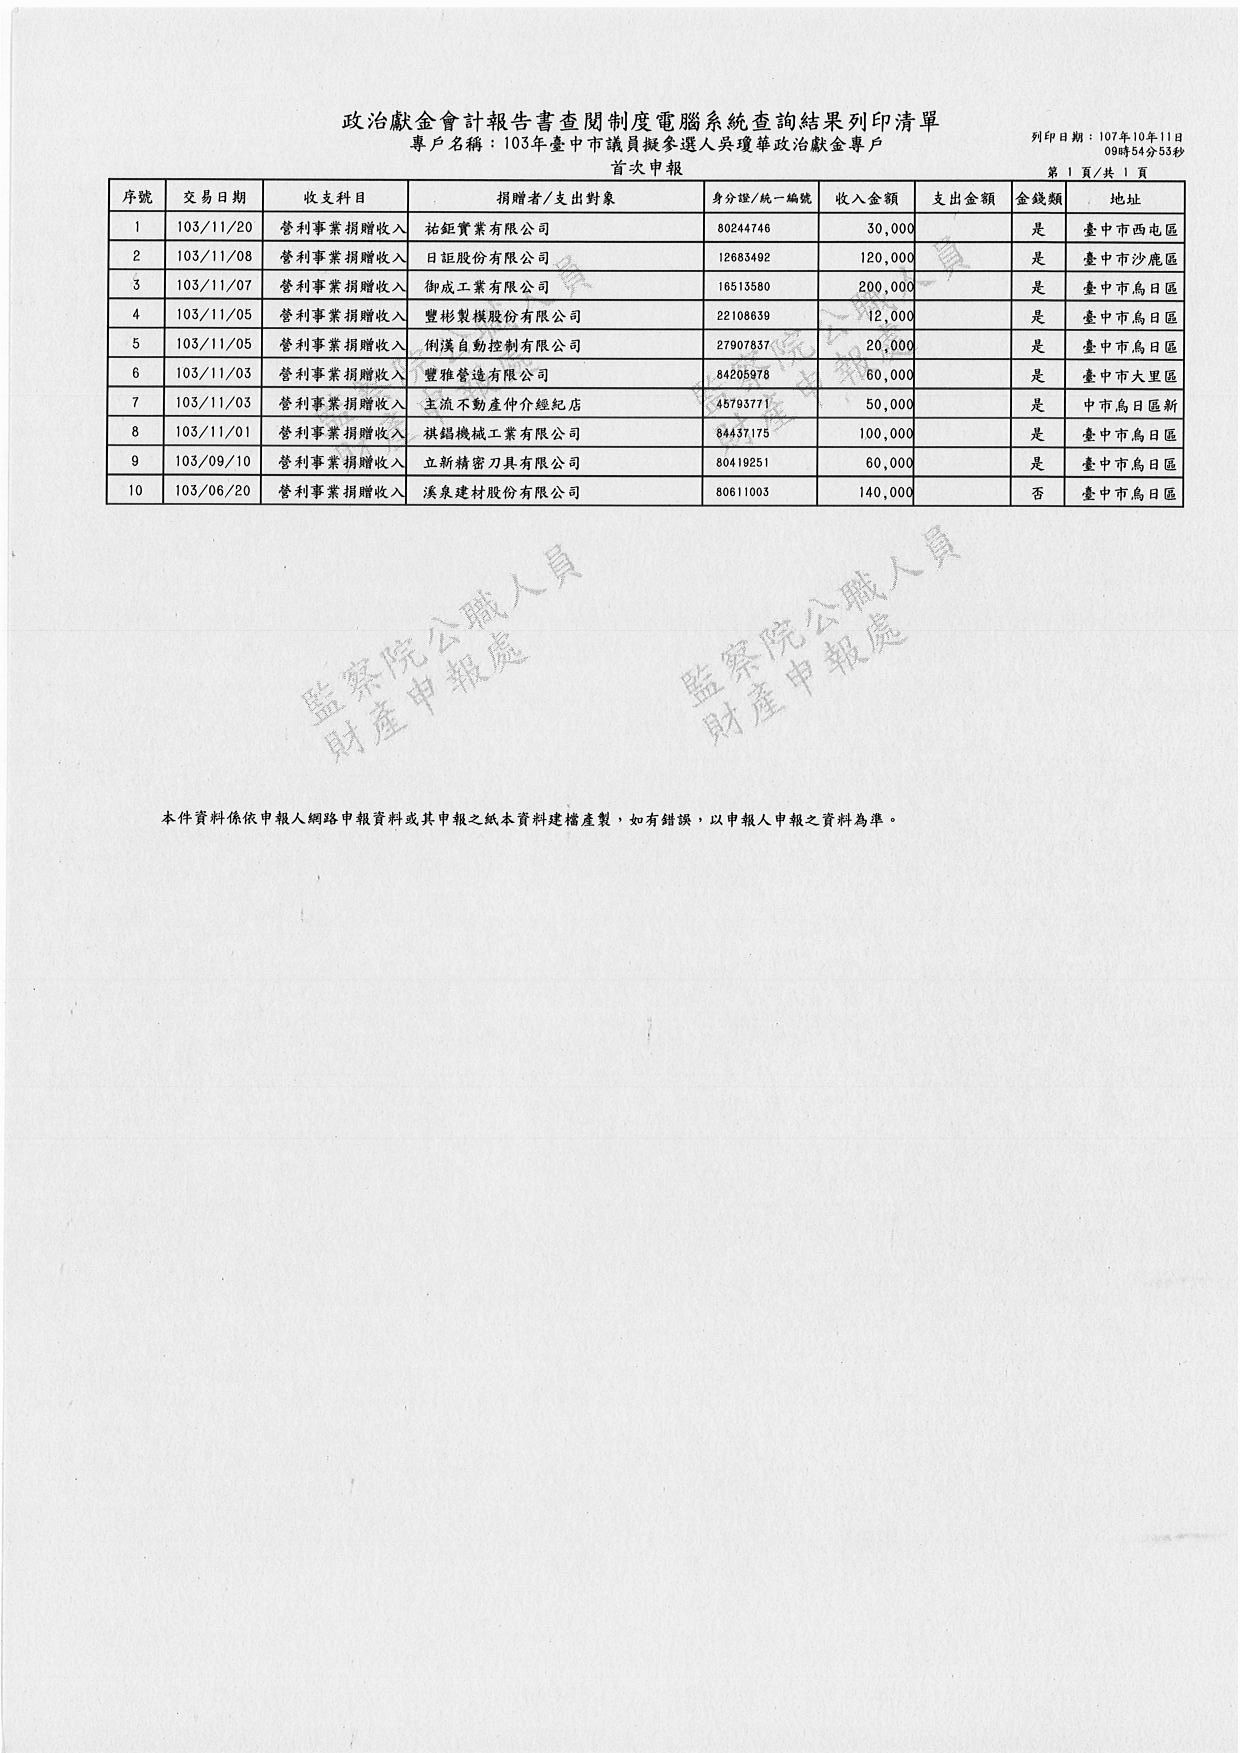 政治獻金會計報告書查閱制度電腦系統查詢結果列印清單
專戶名稱：103年臺中市議員擬參選人吳瓊華政治獻金專戶
首次申報
列印日期：107年10月11日
09時54分53秒
第 1 頁/共 1 頁
序號 交易日期 收支科目 捐贈者/支出對象 身分證/統一編號 收入金額 支出金額 金錢類 地址
1 103/11/20 營利事業捐贈收入 祐鉅實業有限公司 80244746 30,000 是 臺中市西屯區
2 103/11/08 營利事業捐贈收入 日詎股份有限公司 12683492 120,000 是 臺中市沙鹿區
3 103/11/07 營利事業捐贈收入 御成工業有限公司 16513580 200,000 是 臺中市烏日區
4 103/11/05 營利事業捐贈收入 豐彬製模股份有限公司 22108639 12,000 是 臺中市烏日區
5 103/11/05 營利事業捐贈收入 俐漢自動控制有限公司 27907837 20,000 是 臺中市烏日區
6 103/11/03 營利事業捐贈收入 豐雅營造有限公司 84205978 60,000 是 臺中市大里區
7 103/11/03 營利事業捐贈收入 主流不動產仲介經紀店 45793771 50,000 是 中市烏日區新
8 103/11/01 營利事業捐贈收入 祺錩機械工業有限公司 84437175 100,000 是 臺中市烏日區
9 103/09/10 營利事業捐贈收入 立新精密刀具有限公司 80419251 60,000 是 臺中市烏日區
10 103/06/20 營利事業捐贈收入 溪泉建材股份有限公司 80611003 140,000 否 臺中市烏日區
監察院公職人員
財產申報處
監察院公職人員
財產申報處
監察院公職人員
財產申報處
監察院公職人員
財產申報處
本件資料係依申報人網路申報資料或其申報之紙本資料建檔產製，如有錯誤，以申報人申報之資料為準。